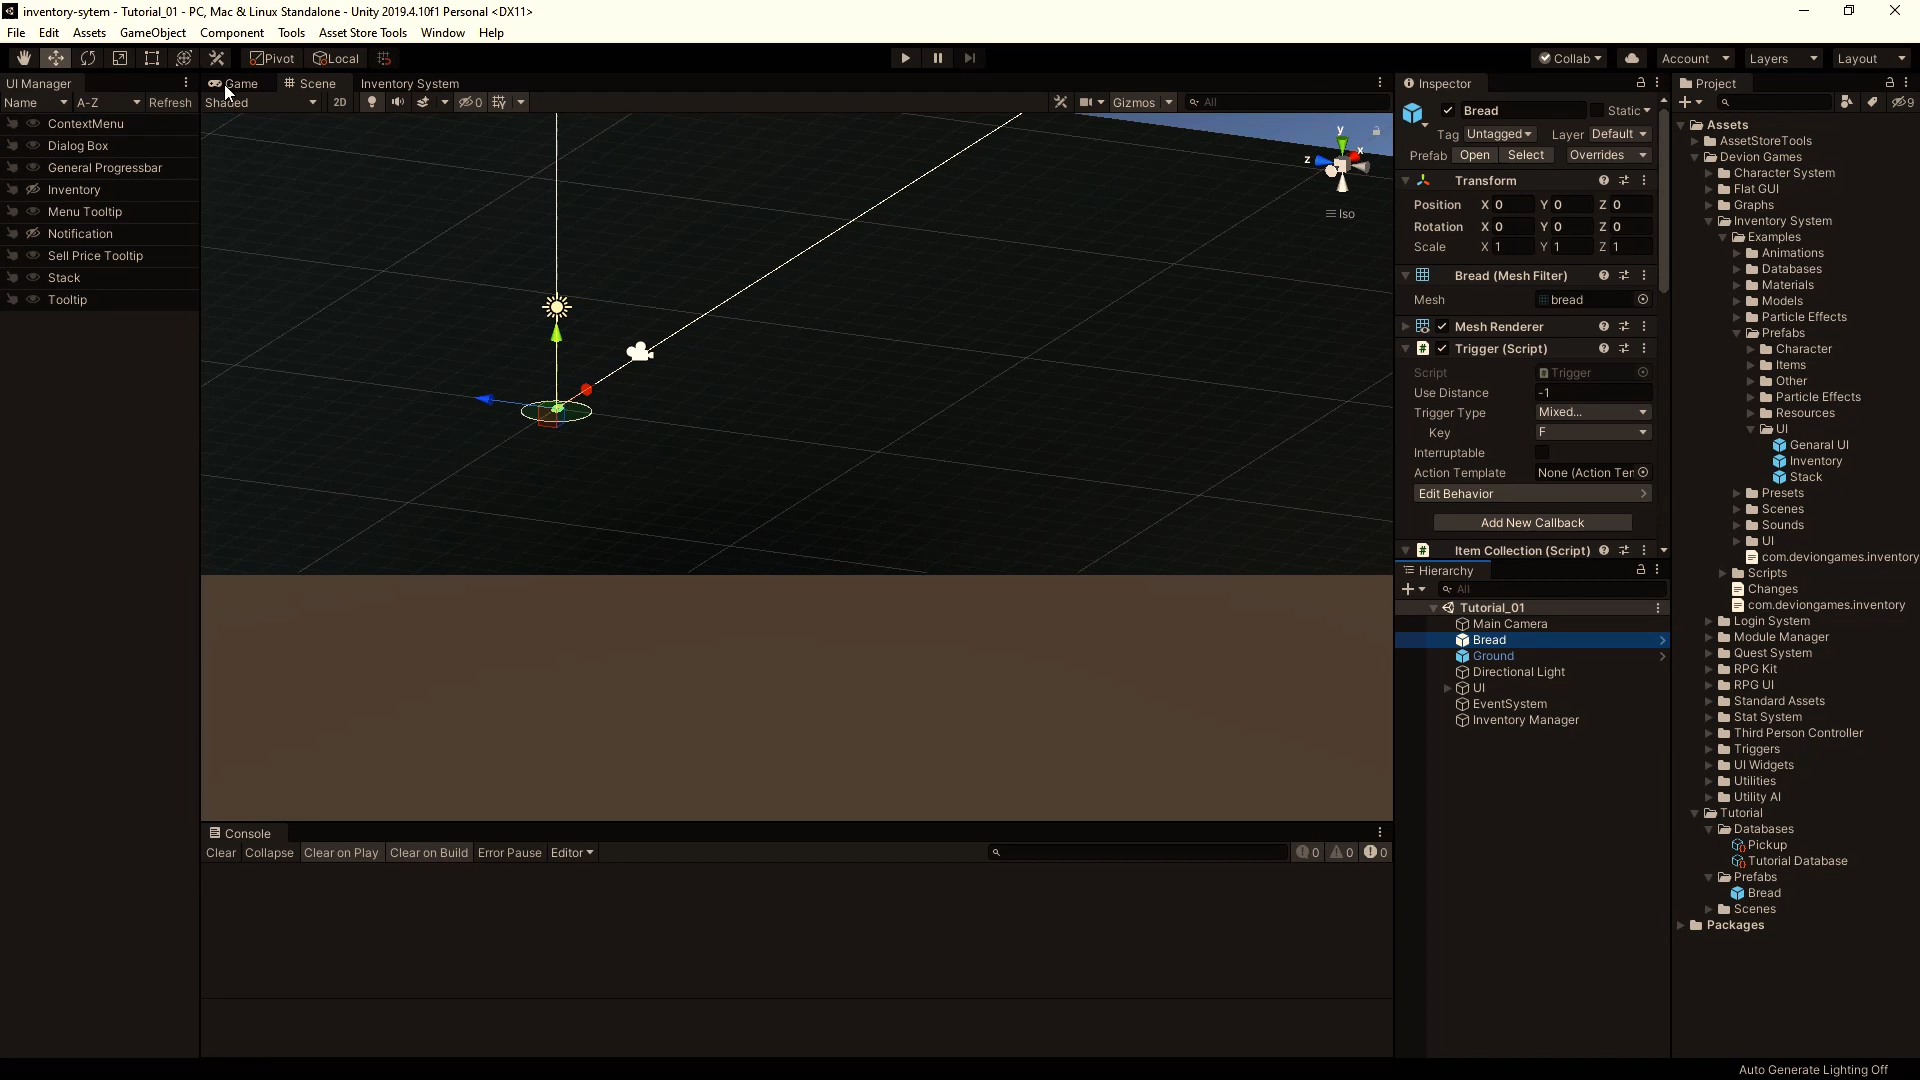 inventory-sytem - Tutorial_01 - PC, Mac & Linux Standalone - Unity 2019.4.10f1 Personal <DX11>
File Edit Assets GameObject Component Tools Asset Store Tools Window Help
Pivot Local Collab Account Layers Layout
UI Manager
Name A-Z Refresh
ContextMenu
Dialog Box
General Progressbar
Inventory
Menu Tooltip
Notification
Sell Price Tooltip
Stack
Tooltip
Game Scene Inventory System
Shaded 2D 0 Gizmos All
y
x
z
Iso
Console
Clear Collapse Clear on Play Clear on Build Error Pause Editor 0 0 0
Inspector
Bread Static
Tag Untagged Layer Default
Prefab Open Select Overrides
Transform
Position X 0 Y 0 Z 0
Rotation X 0 Y 0 Z 0
Scale X 1 Y 1 Z 1
Bread (Mesh Filter)
Mesh bread
Mesh Renderer
Trigger (Script)
Script Trigger
Use Distance -1
Trigger Type Mixed...
Key F
Interruptable
Action Template None (Action Ten
Edit Behavior
Add New Callback
Item Collection (Script)
Hierarchy
All
Tutorial_01
Main Camera
Bread
Ground
Directional Light
UI
EventSystem
Inventory Manager
Project
9
Assets
AssetStoreTools
Devion Games
Character System
Flat GUI
Graphs
Inventory System
Examples
Animations
Databases
Materials
Models
Particle Effects
Prefabs
Character
Items
Other
Particle Effects
Resources
UI
Genaral UI
Inventory
Stack
Presets
Scenes
Sounds
UI
com.deviongames.inventory
Scripts
Changes
com.deviongames.inventory
Login System
Module Manager
Quest System
RPG Kit
RPG UI
Standard Assets
Stat System
Third Person Controller
Triggers
UI Widgets
Utilities
Utility AI
Tutorial
Databases
Pickup
Tutorial Database
Prefabs
Bread
Scenes
Packages
Auto Generate Lighting Off